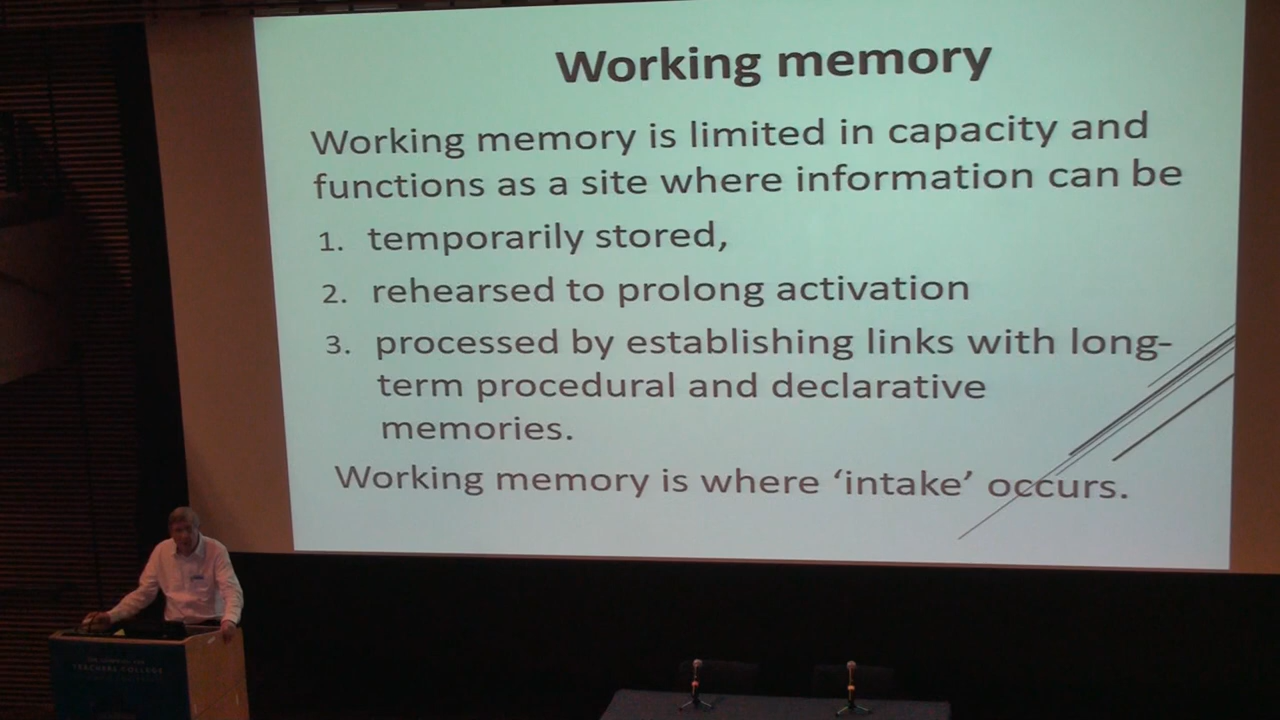 Working memory
Working memory is limited in capacity and
functions as a site where information can be
1. temporarily stored,
2. rehearsed to prolong activation
3. processed by establishing links with long-
term procedural and declarative
memories.
Working memory is where ‘intake’ occurs.
TEACHERS COLLEGE